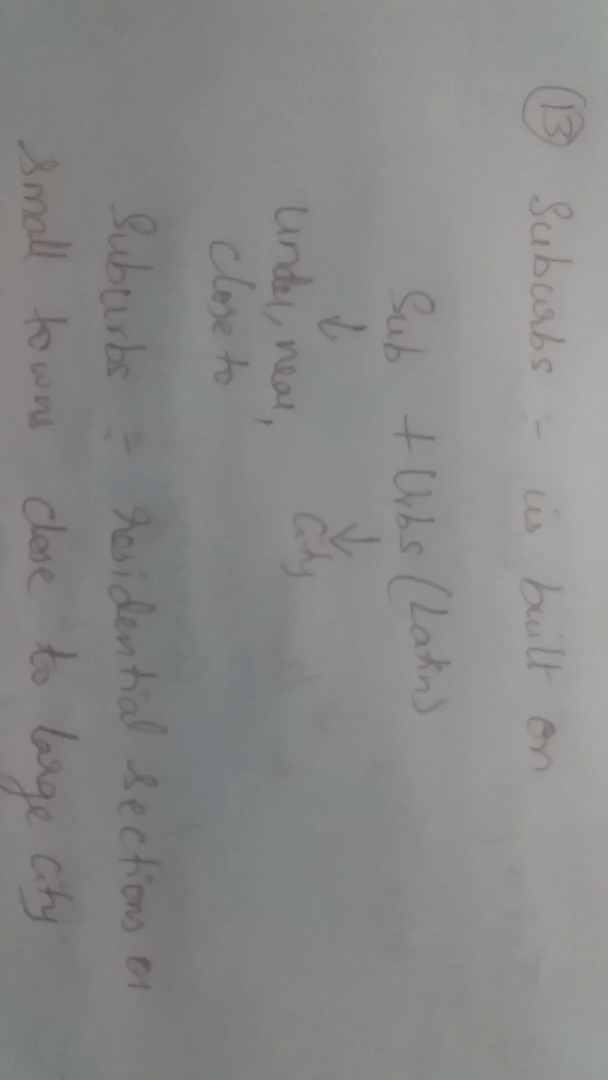 (13) Suburbs - is built on
Sub + Urbs (Latin)
↓ ↓
Under, near, City
close to
Suburbs = residential sections or
small towns close to large city